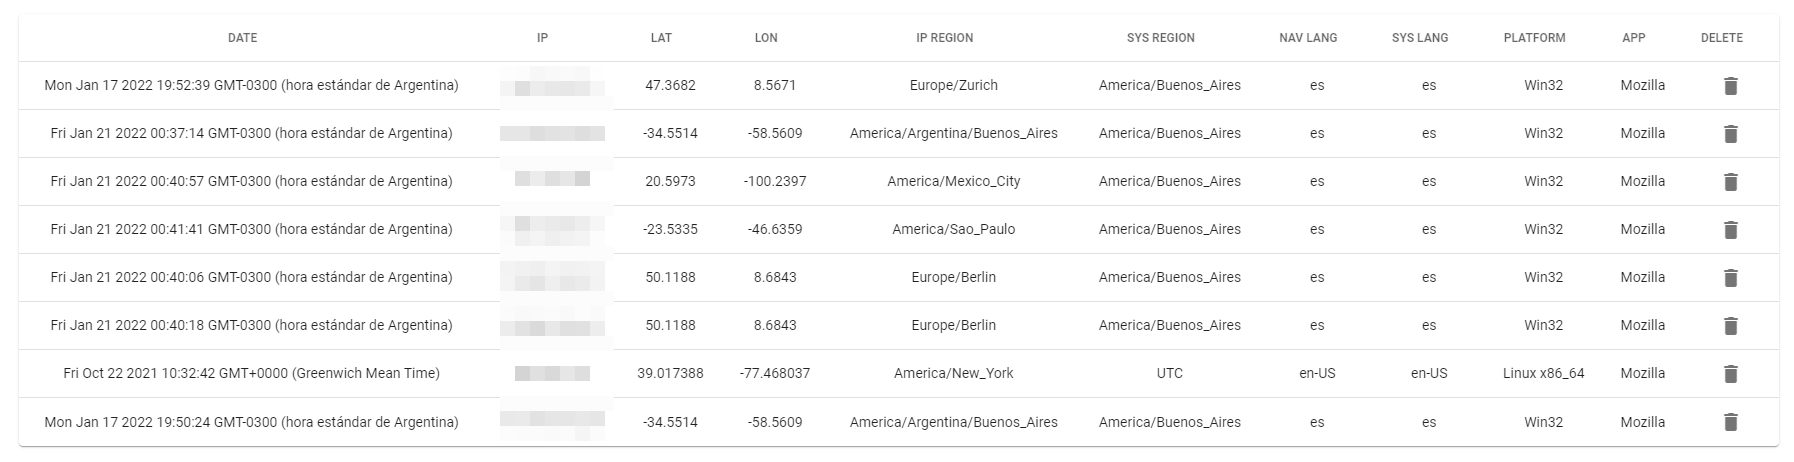 DATE IP LAT LON IP REGION SYS REGION NAV LANG SYS LANG PLATFORM APP DELETE
Mon Jan 17 2022 19:52:39 GMT-0300 (hora estándar de Argentina) 47.3682 8.5671 Europe/Zurich America/Buenos_Aires es es Win32 Mozilla
Fri Jan 21 2022 00:37:14 GMT-0300 (hora estándar de Argentina) -34.5514 -58.5609 America/Argentina/Buenos_Aires America/Buenos_Aires es es Win32 Mozilla
Fri Jan 21 2022 00:40:57 GMT-0300 (hora estándar de Argentina) 20.5973 -100.2397 America/Mexico_City America/Buenos_Aires es es Win32 Mozilla
Fri Jan 21 2022 00:41:41 GMT-0300 (hora estándar de Argentina) -23.5335 -46.6359 America/Sao_Paulo America/Buenos_Aires es es Win32 Mozilla
Fri Jan 21 2022 00:40:06 GMT-0300 (hora estándar de Argentina) 50.1188 8.6843 Europe/Berlin America/Buenos_Aires es es Win32 Mozilla
Fri Jan 21 2022 00:40:18 GMT-0300 (hora estándar de Argentina) 50.1188 8.6843 Europe/Berlin America/Buenos_Aires es es Win32 Mozilla
Fri Oct 22 2021 10:32:42 GMT+0000 (Greenwich Mean Time) 39.017388 -77.468037 America/New_York UTC en-US en-US Linux x86_64 Mozilla
Mon Jan 17 2022 19:50:24 GMT-0300 (hora estándar de Argentina) -34.5514 -58.5609 America/Argentina/Buenos_Aires America/Buenos_Aires es es Win32 Mozilla